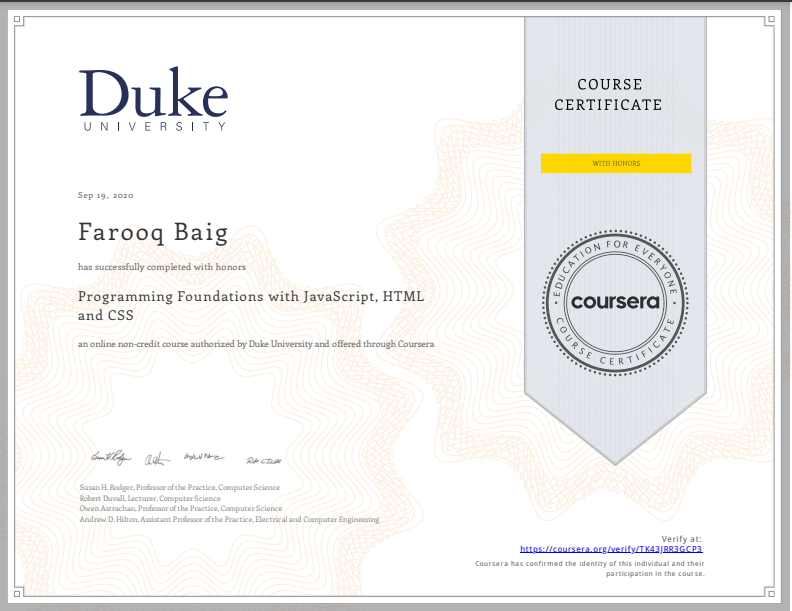 Duke
UNIVERSITY
COURSE
CERTIFICATE
WITH HONORS
Sep 19, 2020
Farooq Baig
has successfully completed with honors
Programming Foundations with JavaScript, HTML
and CSS
an online non-credit course authorized by Duke University and offered through Coursera
EDUCATION FOR EVERYONE
coursera
COURSE CERTIFICATE
Susan H. Rodger, Professor of the Practice, Computer Science
Robert Duvall, Lecturer, Computer Science
Owen Astrachan, Professor of the Practice, Computer Science
Andrew D. Hilton, Assistant Professor of the Practice, Electrical and Computer Engineering
Verify at:
https://coursera.org/verify/TK43JRR3GCP3
Coursera has confirmed the identity of this individual and their
participation in the course.